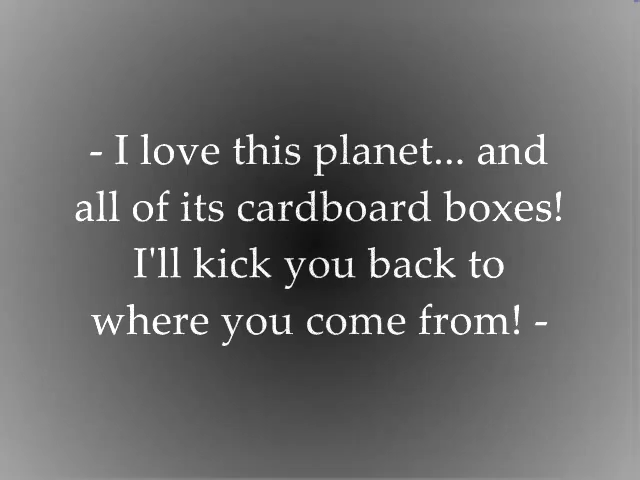 - I love this planet... and
all of its cardboard boxes!
I'll kick you back to
where you come from! -